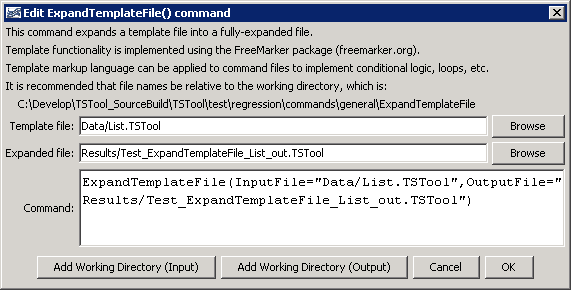 Edit ExpandTemplateFile() command
This command expands a template file into a fully-expanded file.
Template functionality is implemented using the FreeMarker package (freemarker.org).
Template markup language can be applied to command files to implement conditional logic, loops, etc.
It is recommended that file names be relative to the working directory, which is:
C:\Develop\TSTool_SourceBuild\TSTool\test\regression\commands\general\ExpandTemplateFile
Template file: Data/List.TSTool Browse
Expanded file: Results/Test_ExpandTemplateFile_List_out.TSTool Browse
ExpandTemplateFile(InputFile="Data/List.TSTool",OutputFile="
Command: Results/Test_ExpandTemplateFile_List_out.TSTool")
Add Working Directory (Input) Add Working Directory (Output) Cancel OK